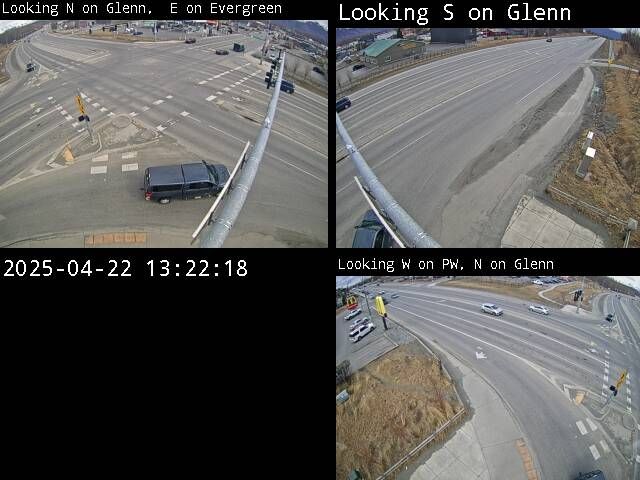 Looking N on Glenn,  E on Evergreen
Looking S on Glenn
2025-04-22 13:22:18
Looking W on PW, N on Glenn